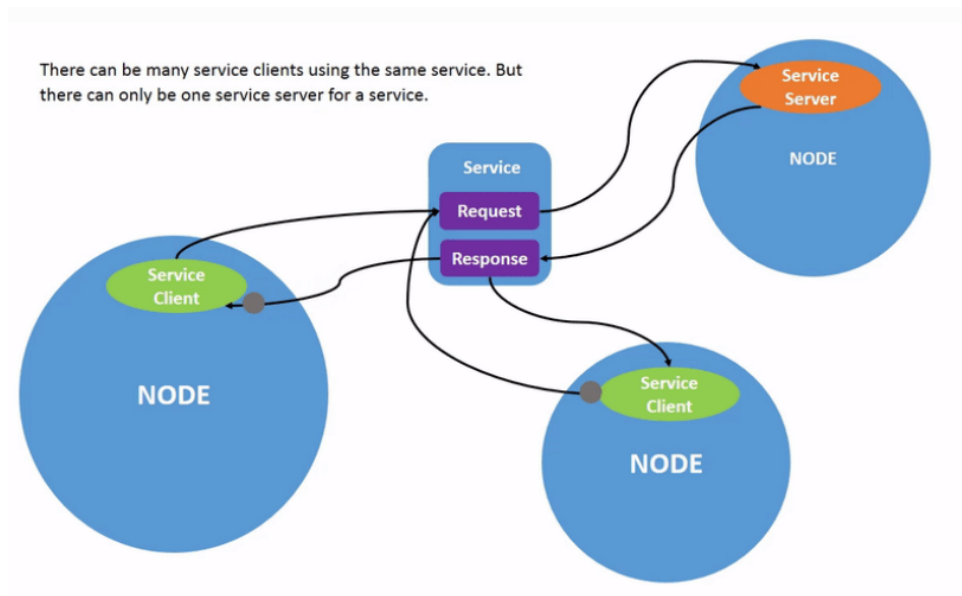 There can be many service clients using the same service. But
there can only be one service server for a service.
Service
Server
NODE
Service
Request
Response
Service
Client
NODE
Service
Client
NODE